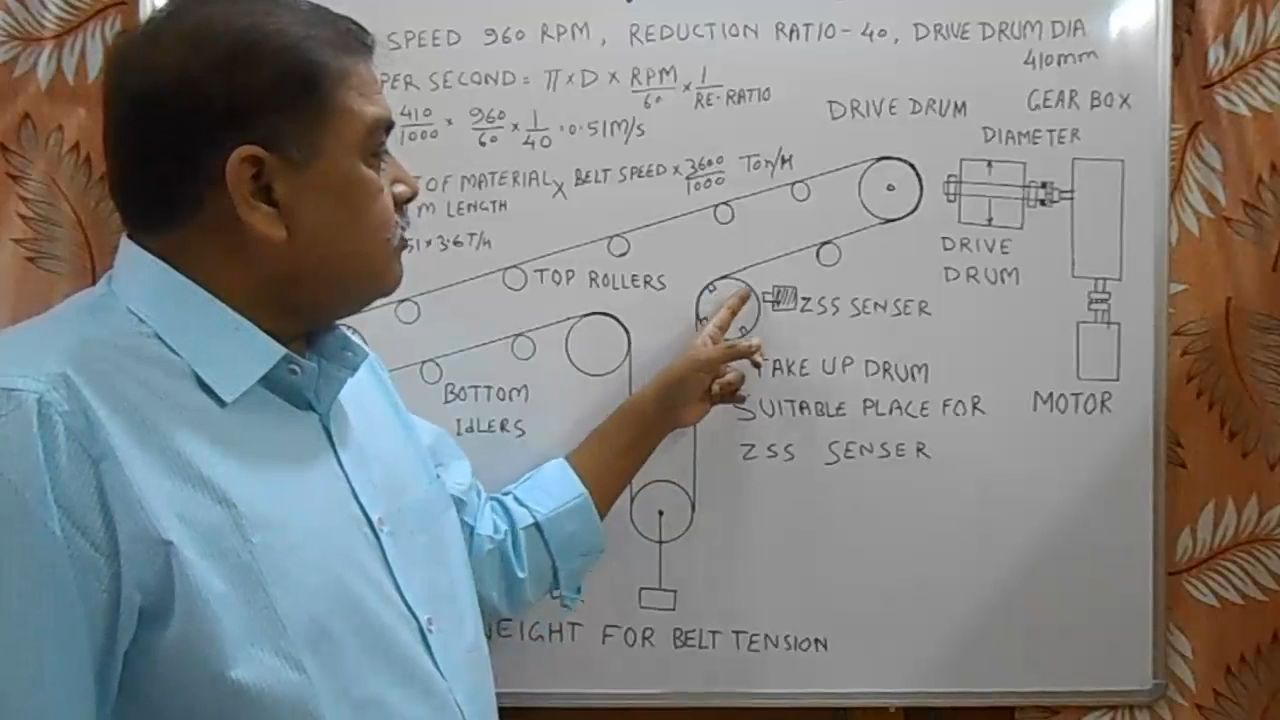 SPEED 960 RPM, REDUCTION RATIO-40, DRIVE DRUM DIA
410mm
PER SECOND = π×D× RPM/60 × 1/RE-RATIO
410/1000 × 960/60 × 1/40 = 0.51M/s
OF MATERIAL × BELT SPEED × 3600/1000 Ton/H
M LENGTH
51×3.6T/H
DRIVE DRUM
GEAR BOX
DIAMETER
DRIVE
DRUM
TOP ROLLERS
ZSS SENSER
BOTTOM
IdLERS
TAKE UP DRUM
SUITABLE PLACE FOR
ZSS SENSER
MOTOR
WEIGHT FOR BELT TENSION